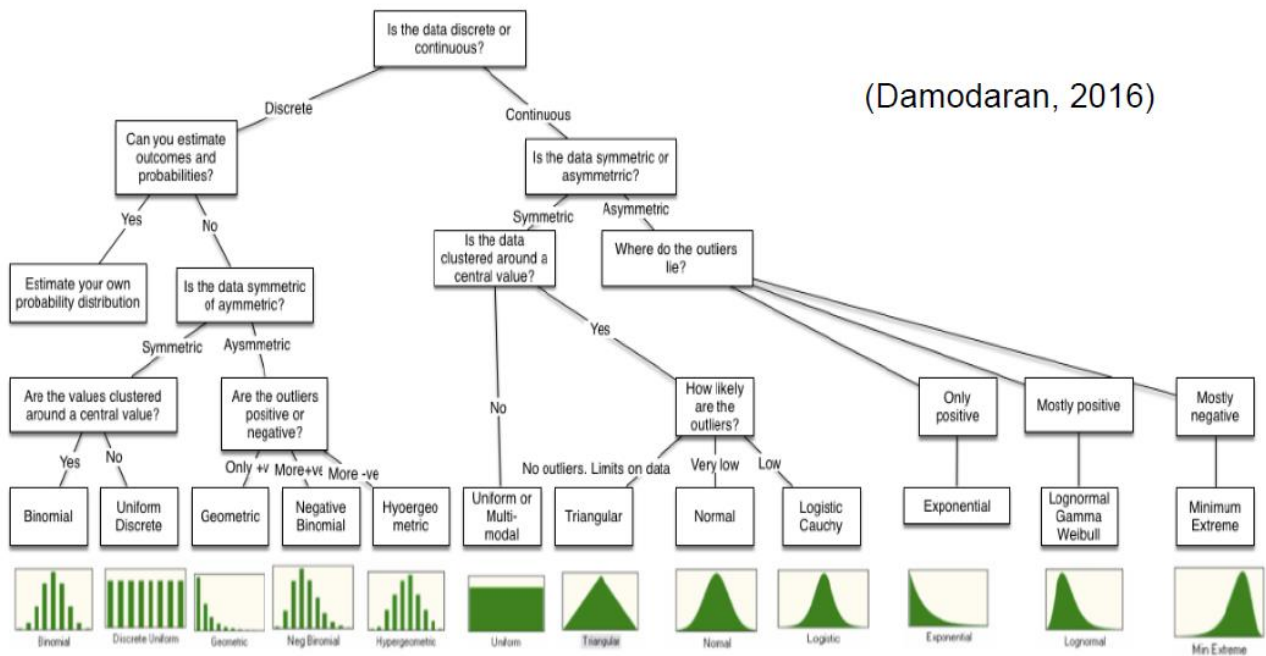 Is the data discrete or
continuous?
(Damodaran, 2016)
Discrete
Continuous
Can you estimate
outcomes and
probabilities?
Is the data symmetric or
asymmetrric?
Yes
No
Symmetric
Asymmetric
Estimate your own
probability distribution
Is the data symmetric
of aymmetric?
Is the data
clustered around a
central value?
Where do the outliers
lie?
Symmetric
Aysmmetric
Yes
No
Are the values clustered
around a central value?
Are the outliers
positive or
negative?
How likely
are the
outliers?
Only
positive
Mostly positive
Mostly
negative
Yes
No
Only +v
More+ve
More -ve
No outliers. Limits on data
Very low
Low
Binomial
Uniform
Discrete
Geometric
Negative
Binomial
Hyoergeo
metric
Uniform or
Multi-
modal
Triangular
Normal
Logistic
Cauchy
Exponential
Lognormal
Gamma
Weibull
Minimum
Extreme
Binomial
Discrete Uniform
Geometric
Neg Binomial
Hypergeometric
Uniform
Triangular
Normal
Logistic
Exponential
Lognormal
Min Extreme